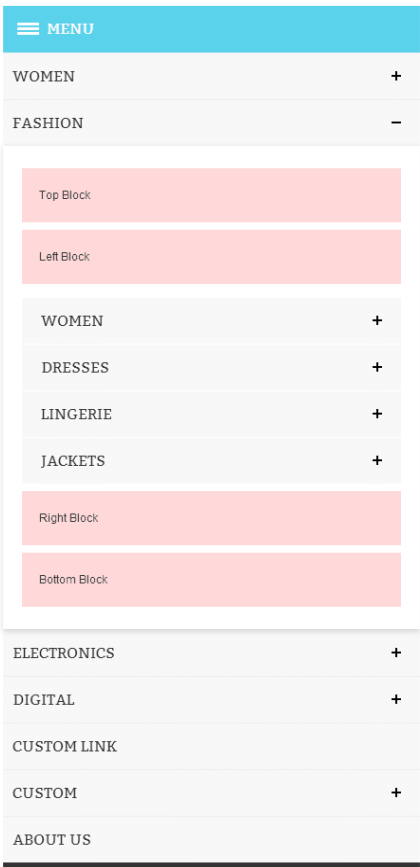 MENU
WOMEN +
FASHION −
Top Block
Left Block
WOMEN +
DRESSES +
LINGERIE +
JACKETS +
Right Block
Bottom Block
ELECTRONICS +
DIGITAL +
CUSTOM LINK
CUSTOM +
ABOUT US